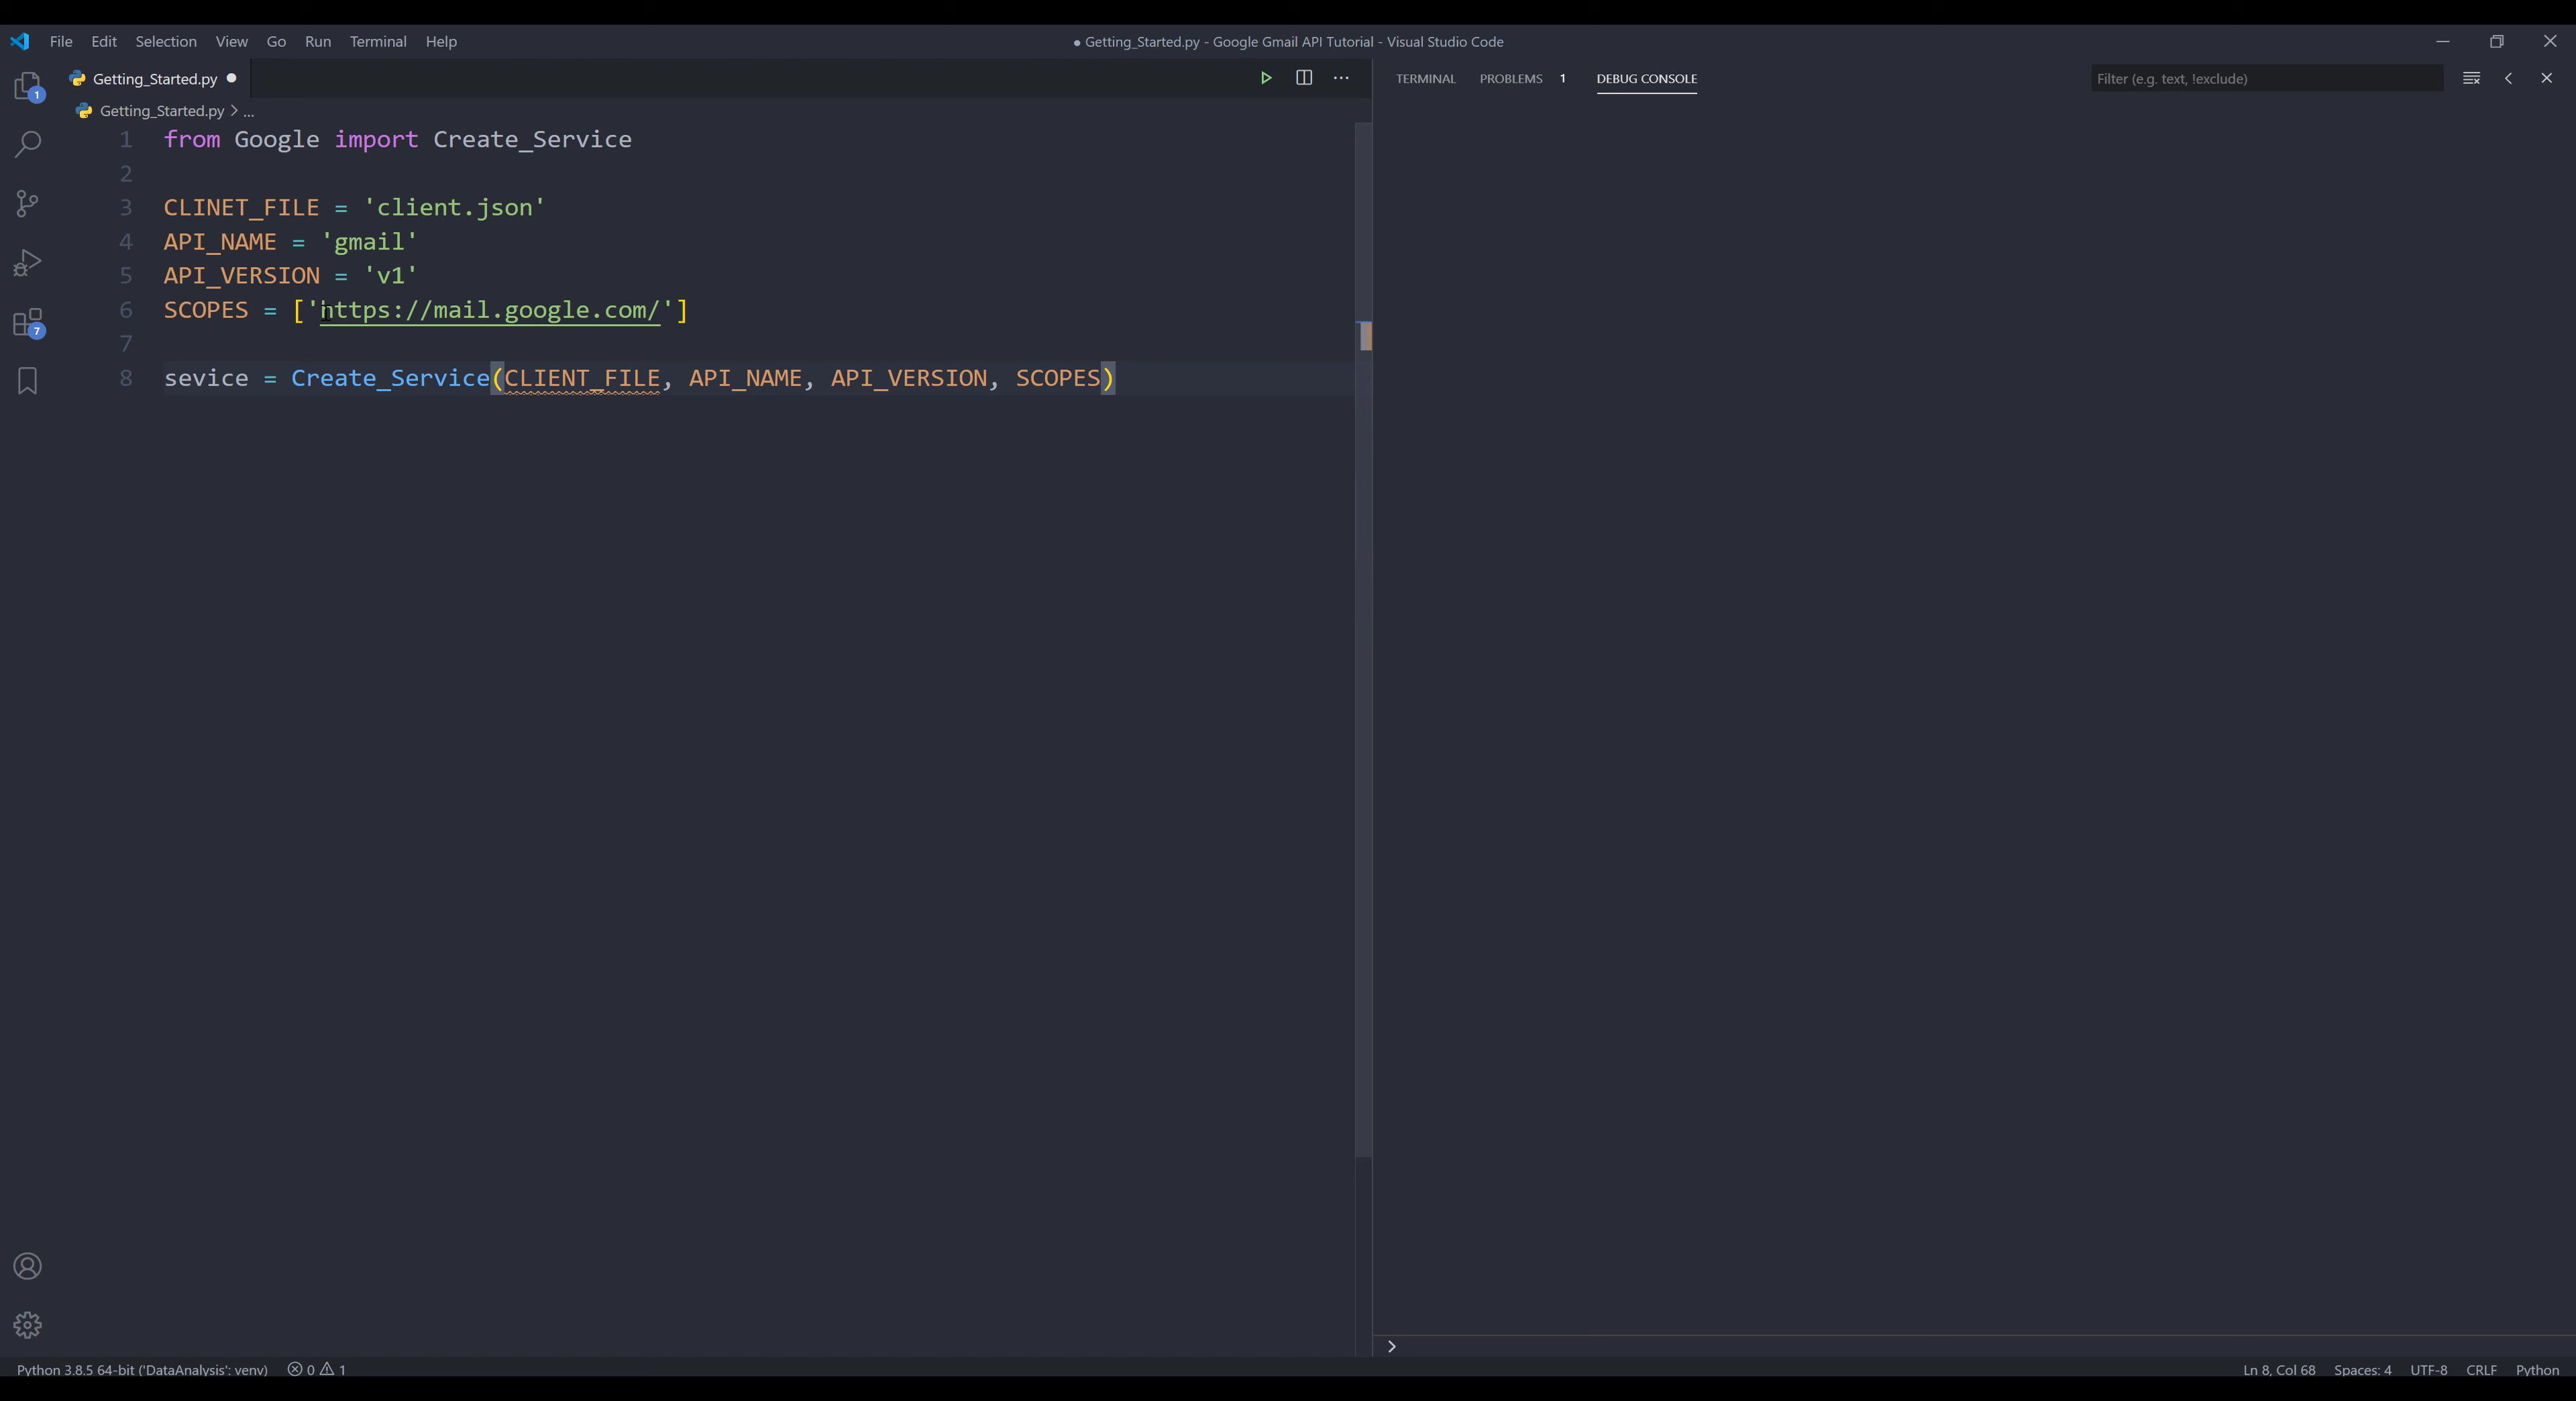 File Edit Selection View Go Run Terminal Help
● Getting_Started.py - Google Gmail API Tutorial - Visual Studio Code
1
7
Getting_Started.py
Getting_Started.py > ...
1 from Google import Create_Service
2
3 CLINET_FILE = 'client.json'
4 API_NAME = 'gmail'
5 API_VERSION = 'v1'
6 SCOPES = ['https://mail.google.com/']
7
8 sevice = Create_Service(CLIENT_FILE, API_NAME, API_VERSION, SCOPES)
TERMINAL PROBLEMS 1 DEBUG CONSOLE
Filter (e.g. text, !exclude)
Python 3.8.5 64-bit ('DataAnalysis': venv) 0 1
Ln 8, Col 68 Spaces: 4 UTF-8 CRLF Python